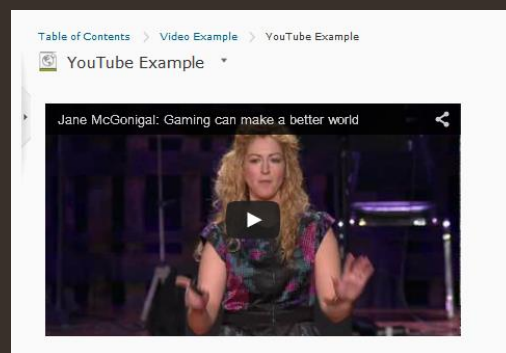 Table of Contents > Video Example > YouTube Example
YouTube Example
Jane McGonigal: Gaming can make a better world